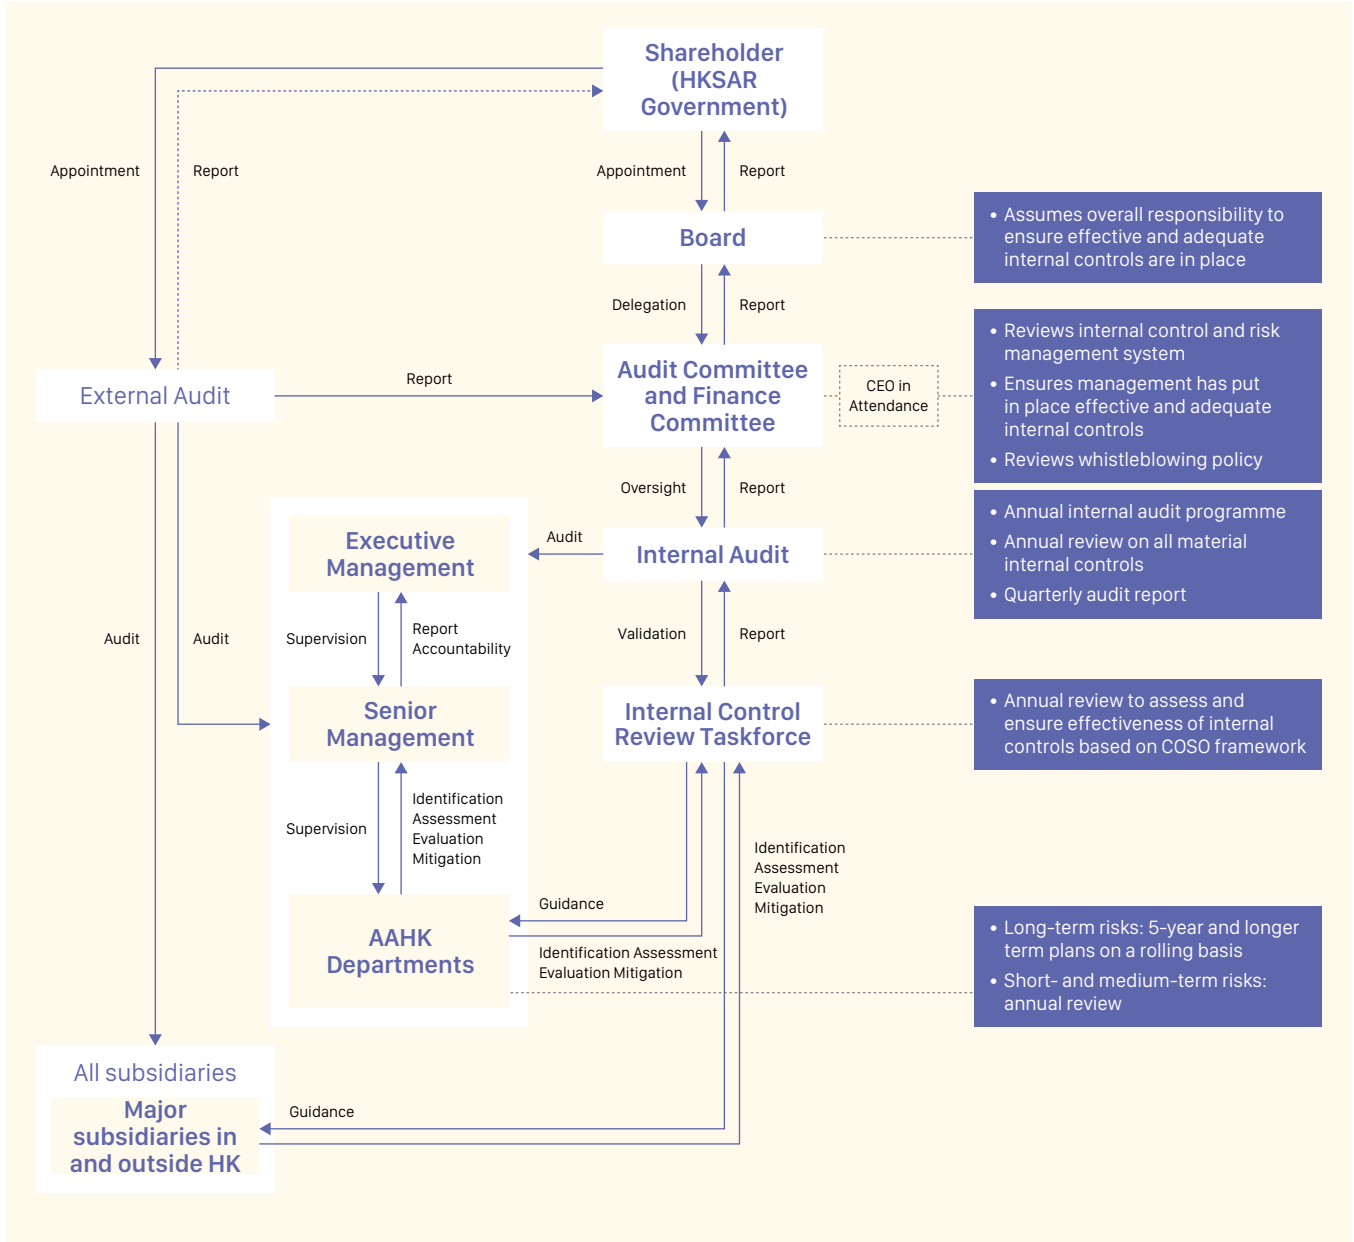 Shareholder
(HKSAR
Government)
Appointment
Report
Appointment
Report
Board
• Assumes overall responsibility to
ensure effective and adequate
internal controls are in place
Delegation
Report
External Audit
Report
Audit Committee
and Finance
Committee
CEO in
Attendance
• Reviews internal control and risk
management system
• Ensures management has put
in place effective and adequate
internal controls
• Reviews whistleblowing policy
Oversight
Report
Executive
Management
Audit
Internal Audit
• Annual internal audit programme
• Annual review on all material
internal controls
• Quarterly audit report
Audit
Audit
Supervision
Report
Accountability
Validation
Report
Senior
Management
Internal Control
Review Taskforce
• Annual review to assess and
ensure effectiveness of internal
controls based on COSO framework
Supervision
Identification
Assessment
Evaluation
Mitigation
Identification
Assessment
Evaluation
Mitigation
AAHK
Departments
Guidance
Identification Assessment
Evaluation Mitigation
• Long-term risks: 5-year and longer
term plans on a rolling basis
• Short- and medium-term risks:
annual review
All subsidiaries
Major
subsidiaries in
and outside HK
Guidance